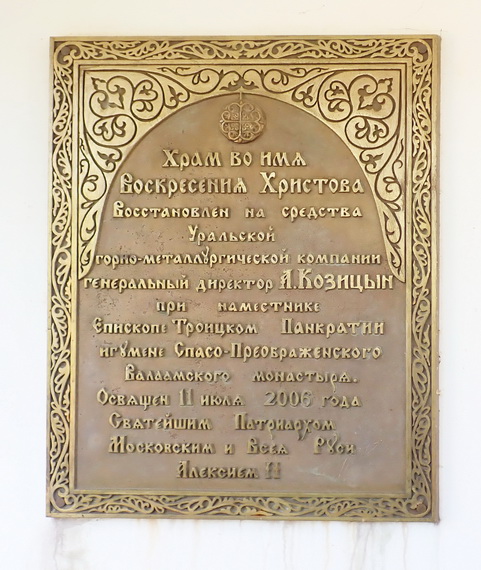 Храм во имя
Воскресения Христова
Восстановлен на средства
Уральской
горно-металлургической компании
генеральный директор А.Козицын
при наместнике
Епископе Троицком Панкратии
игумене Спасо-Преображенского
Валаамского монастыря.
Освящен 11 июля 2006 года
Святейшим Патриархом
Московским и Всея Руси
Алексием II